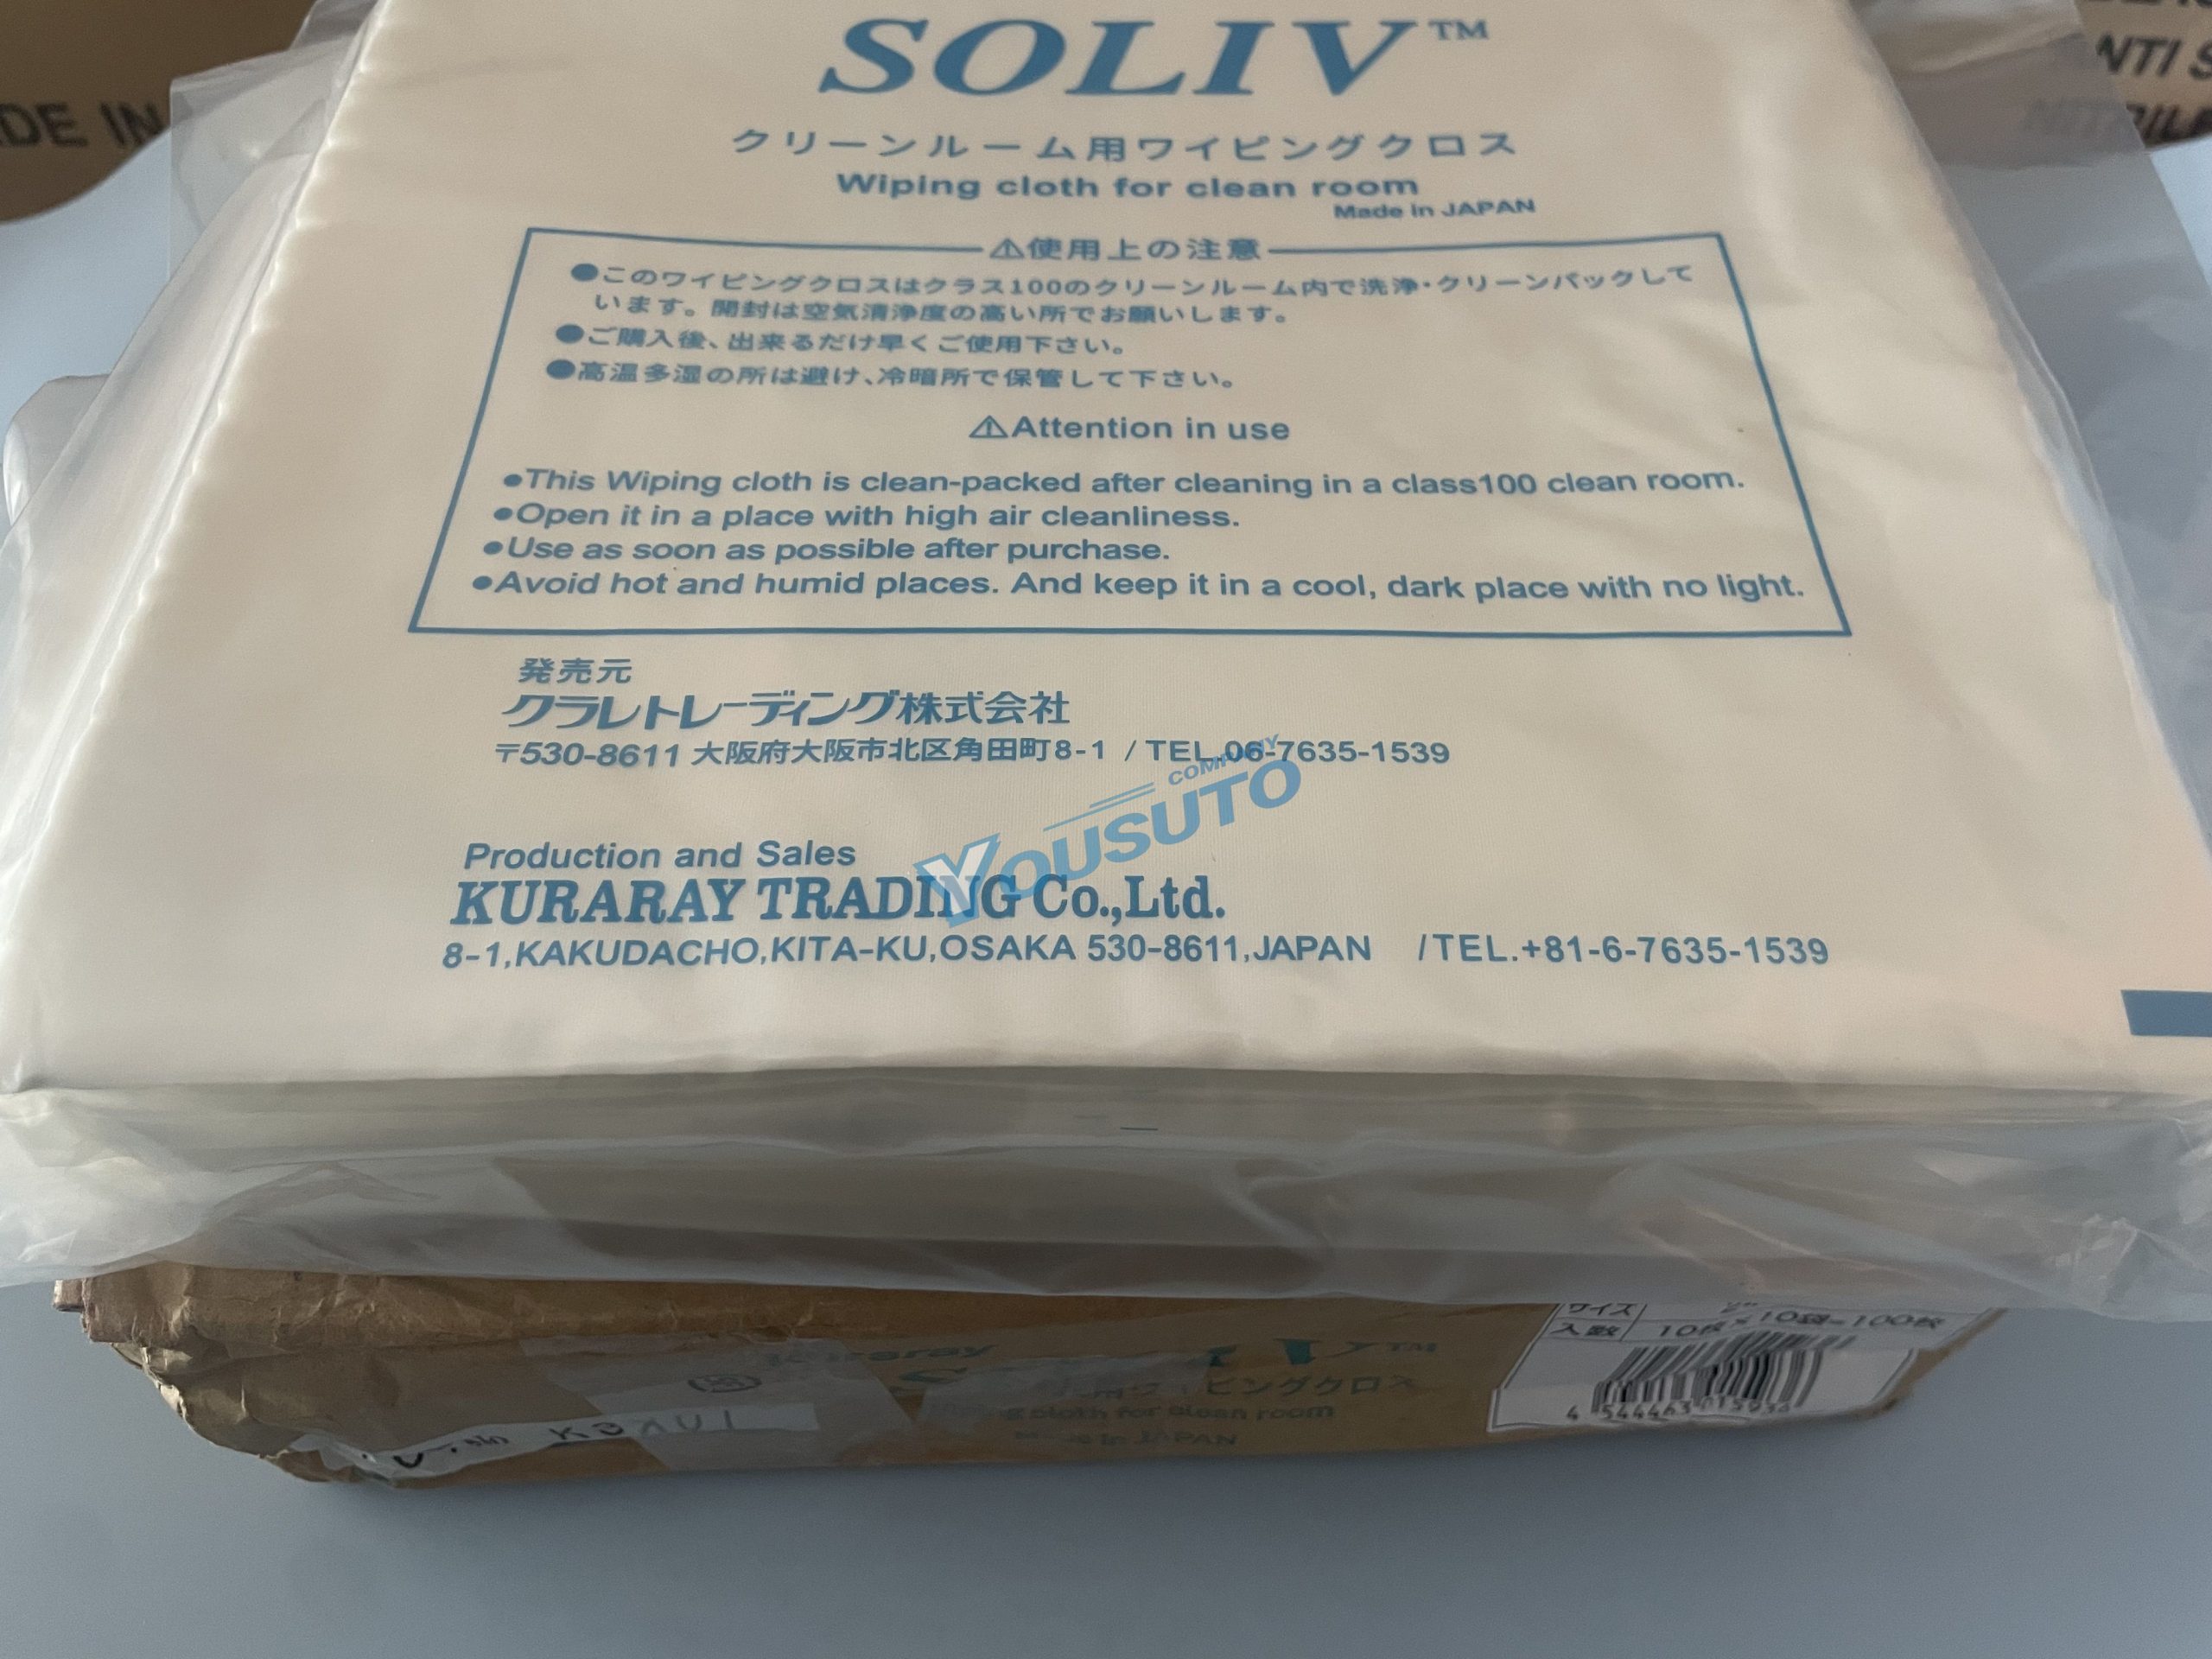 SOLIV™
クリーンルーム用ワイピングクロス
Wiping cloth for clean room
Made in JAPAN
⚠使用上の注意
●このワイピングクロスはクラス100のクリーンルーム内で洗浄・クリーンパックして
います。開封は空気清浄度の高い所でお願いします。
●ご購入後、出来るだけ早くご使用下さい。
●高温多湿の所は避け、冷暗所で保管して下さい。
⚠Attention in use
●This Wiping cloth is clean-packed after cleaning in a class100 clean room.
●Open it in a place with high air cleanliness.
●Use as soon as possible after purchase.
●Avoid hot and humid places. And keep it in a cool, dark place with no light.
発売元
クラレトレーディング株式会社
〒530-8611 大阪府大阪市北区角田町8-1 / TEL.06-7635-1539
COMPANY
YOUSUTO
Production and Sales
KURARAY TRADING Co.,Ltd.
8-1,KAKUDACHO,KITA-KU,OSAKA 530-8611,JAPAN /TEL.+81-6-7635-1539
DE IN
NTI S
サイズ
入数 10枚×10袋=100枚
ピングクロス
cloth for clean room
in JAPAN